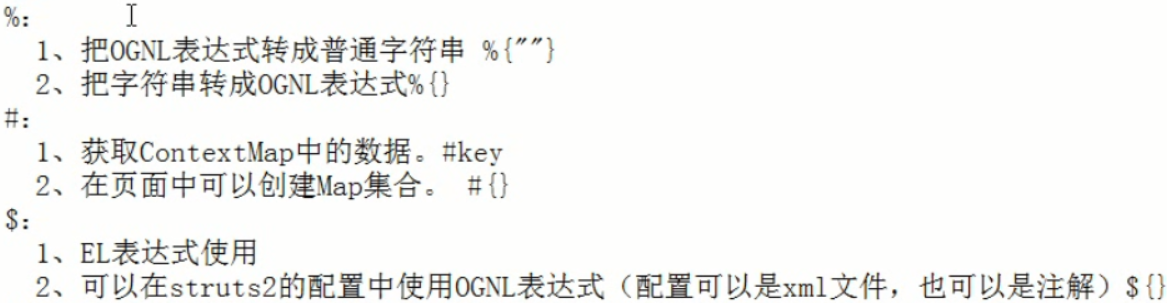 %:
1、把OGNL表达式转成普通字符串 %{""}
2、把字符串转成OGNL表达式%{}
#:
1、获取ContextMap中的数据。#key
2、在页面中可以创建Map集合。 #{}
$:
1、EL表达式使用
2、可以在struts2的配置中使用OGNL表达式（配置可以是xml文件，也可以是注解）${}